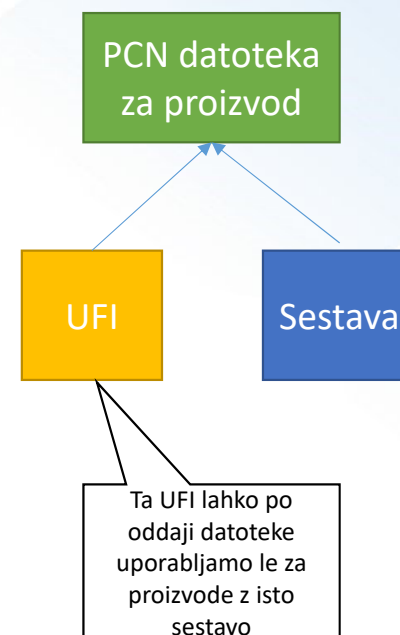 PCN datoteka
za proizvod
UFI
Sestava
Ta UFI lahko po
oddaji datoteke
uporabljamo le za
proizvode z isto
sestavo